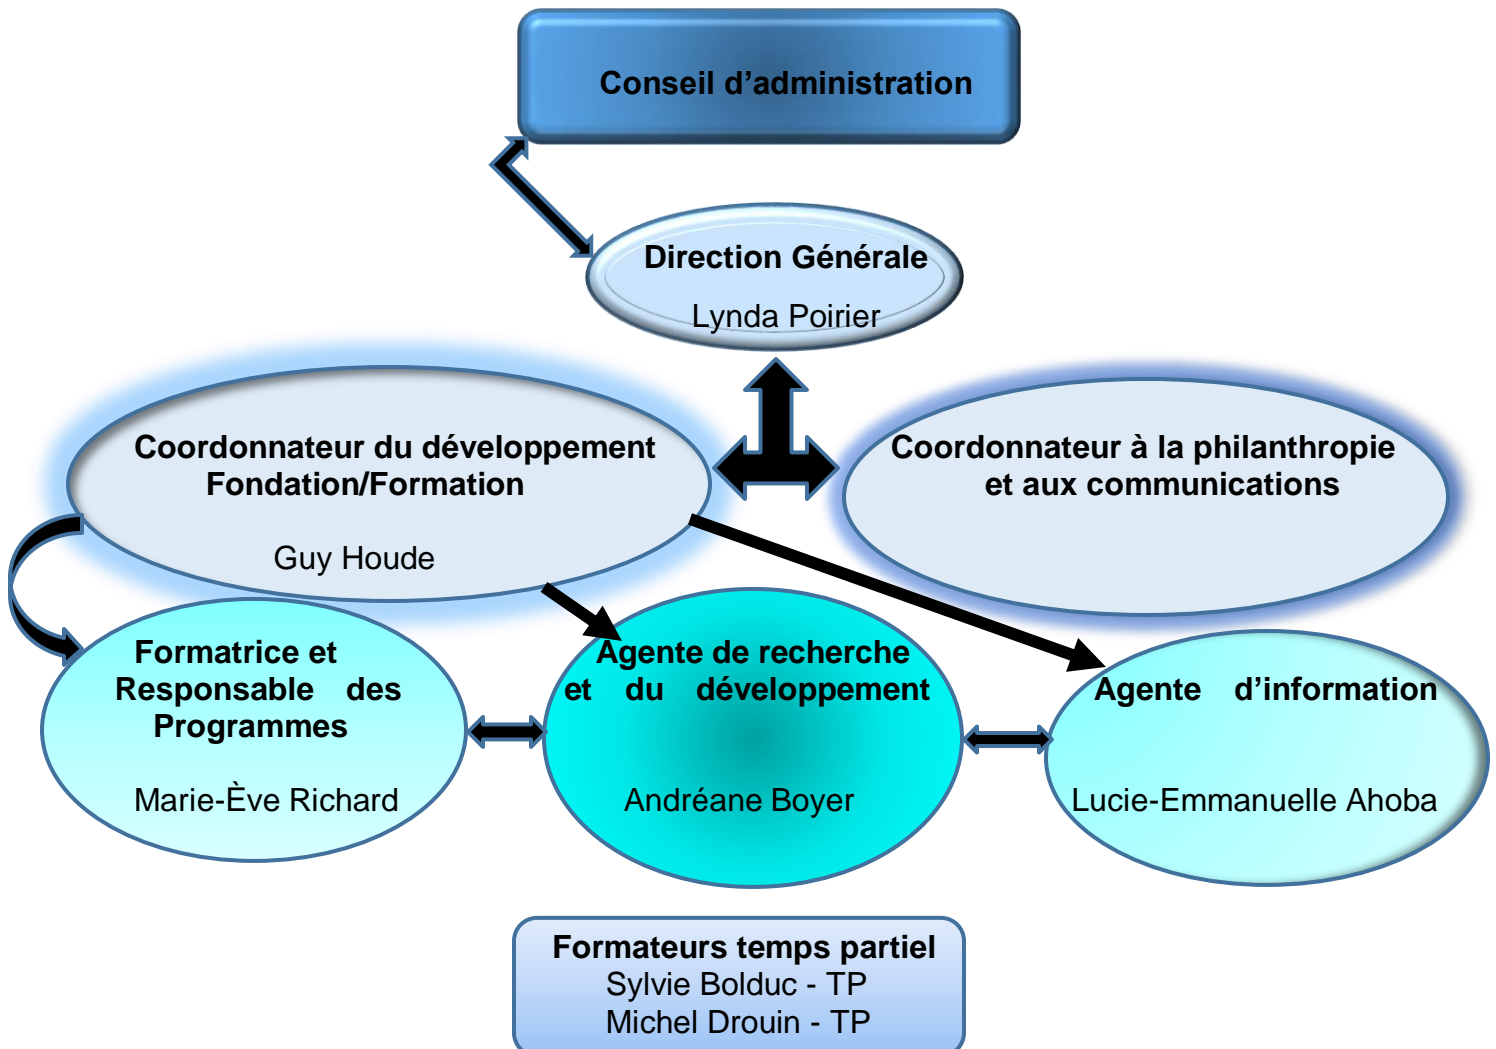 Conseil d’administration
Direction Générale
Lynda Poirier
Coordonnateur du développement
Fondation/Formation
Guy Houde
Coordonnateur à la philanthropie
et aux communications
Formatrice et
Responsable des
Programmes
Marie-Ève Richard
Agente de recherche
et du développement
Andréane Boyer
Agente d’information
Lucie-Emmanuelle Ahoba
Formateurs temps partiel
Sylvie Bolduc - TP
Michel Drouin - TP